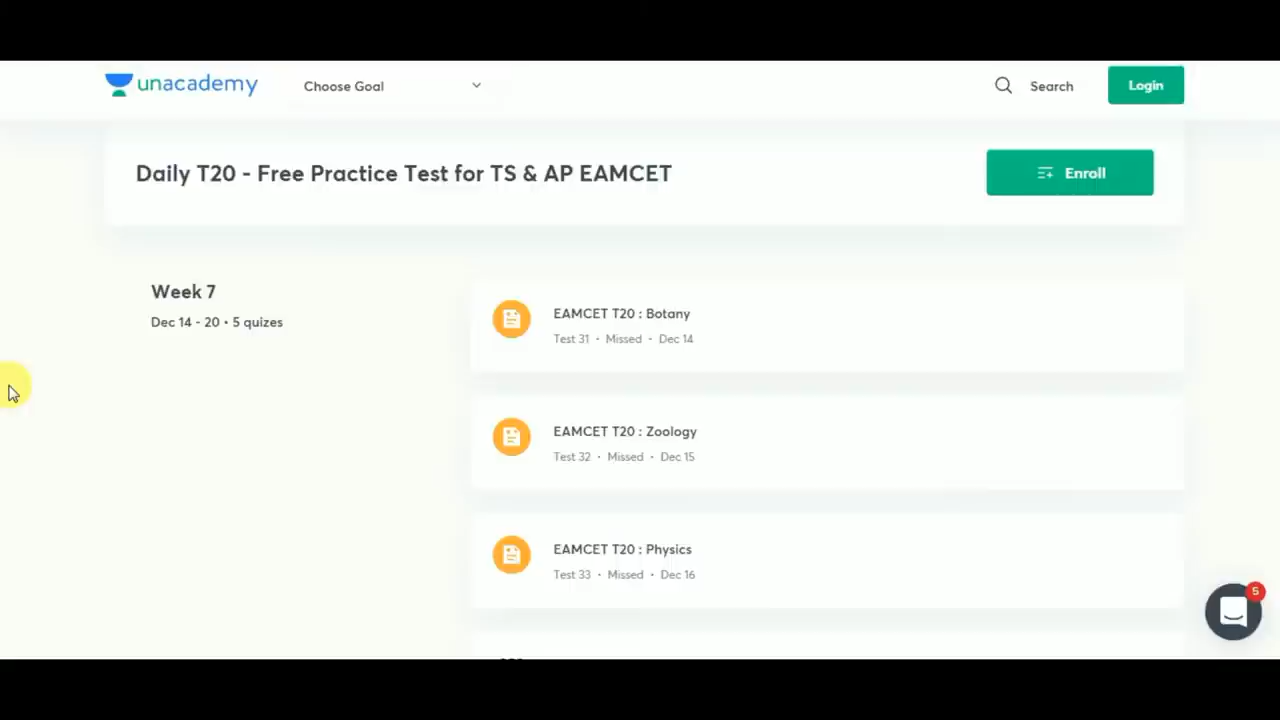 unacademy
Choose Goal
Search
Login
Daily T20 - Free Practice Test for TS & AP EAMCET
Enroll
Week 7
Dec 14 - 20 • 5 quizes
EAMCET T20 : Botany
Test 31 • Missed • Dec 14
EAMCET T20 : Zoology
Test 32 • Missed • Dec 15
EAMCET T20 : Physics
Test 33 • Missed • Dec 16
5